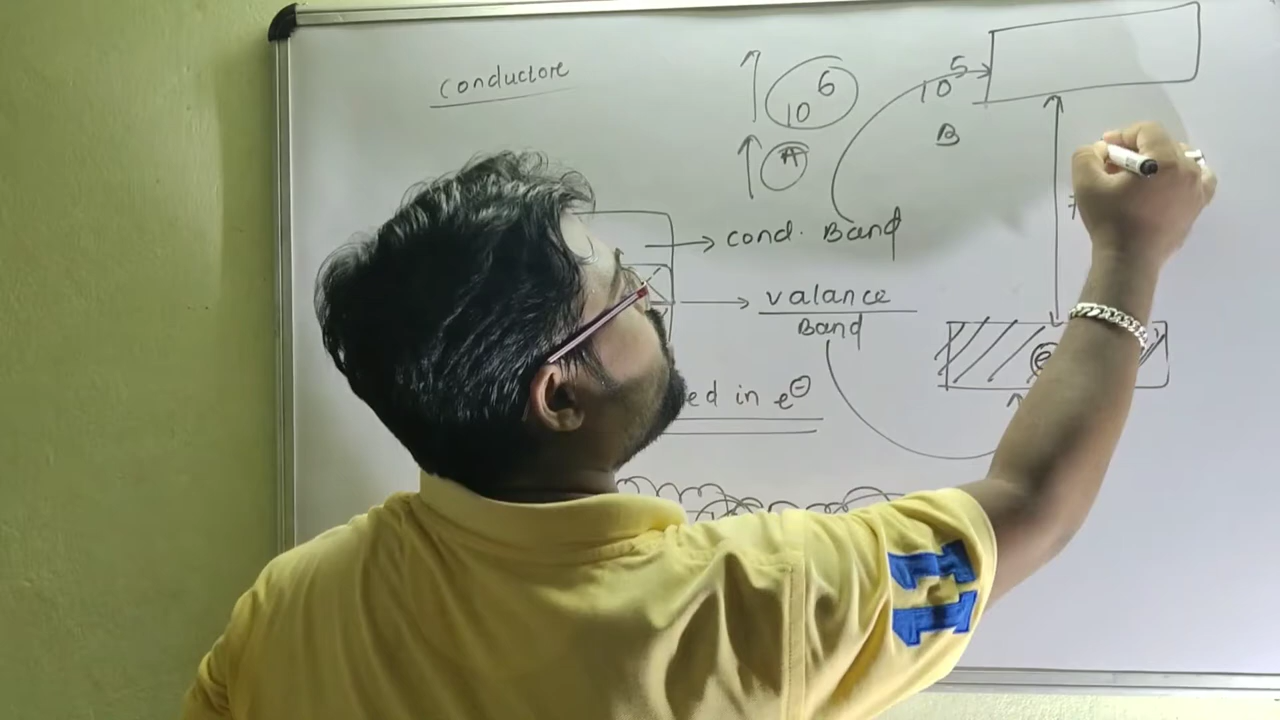 conductore
10 6
A
10 5
B
cond. Band
valance
Band
ed in e⊖
e